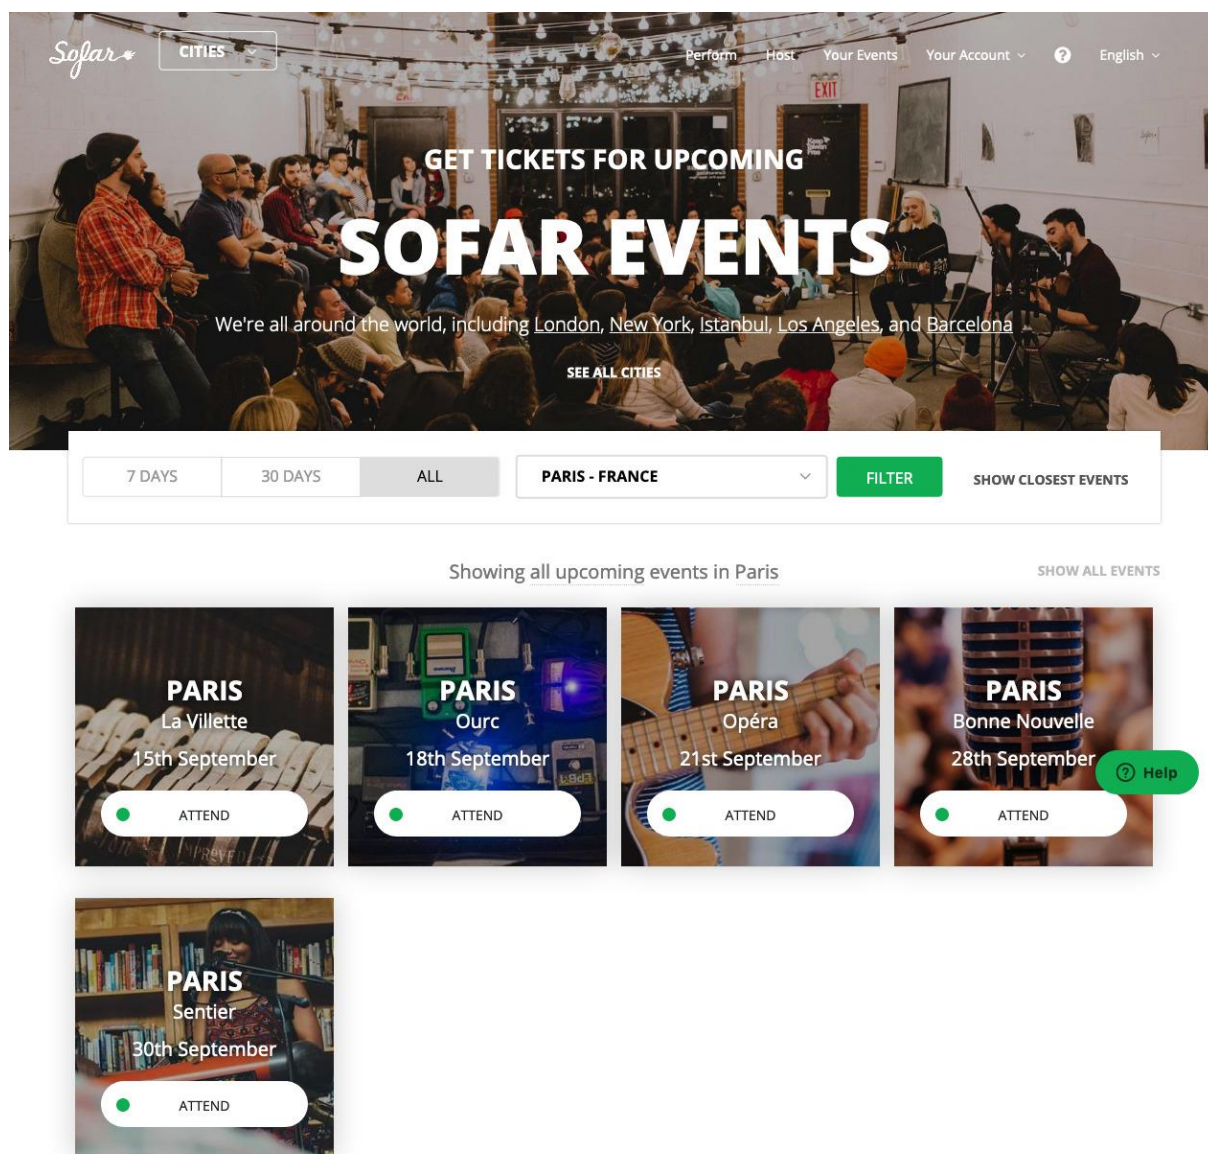 Sofar
CITIES
Perform
Host
Your Events
Your Account
?
English
EXIT
GET TICKETS FOR UPCOMING
SOFAR EVENTS
We're all around the world, including London, New York, Istanbul, Los Angeles, and Barcelona
SEE ALL CITIES
7 DAYS
30 DAYS
ALL
PARIS - FRANCE
FILTER
SHOW CLOSEST EVENTS
Showing all upcoming events in Paris
SHOW ALL EVENTS
PARIS
La Villette
15th September
ATTEND
PARIS
Ourc
18th September
ATTEND
PARIS
Opéra
21st September
ATTEND
PARIS
Bonne Nouvelle
28th September
ATTEND
? Help
PARIS
Sentier
30th September
ATTEND